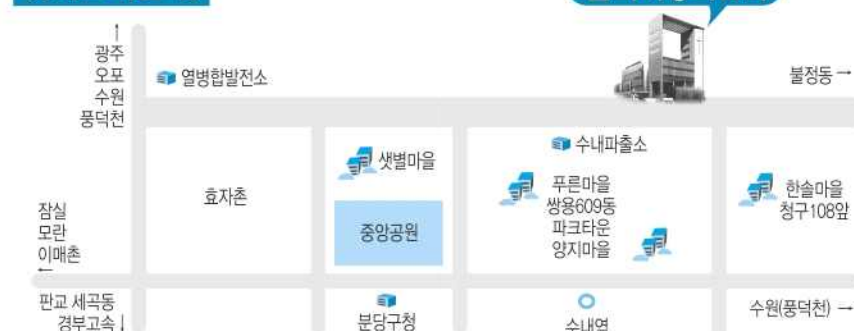 ↑
광주
오포
수원
풍덕천
열병합발전소
불정동 →
효자촌
샛별마을
중앙공원
수내파출소
푸른마을
쌍용609동
파크타운
양지마을
한솔마을
청구108앞
잠실
모란
이매촌
←
판교 세곡동
경부고속 ↓
분당구청
수내역
수원(풍덕천) →